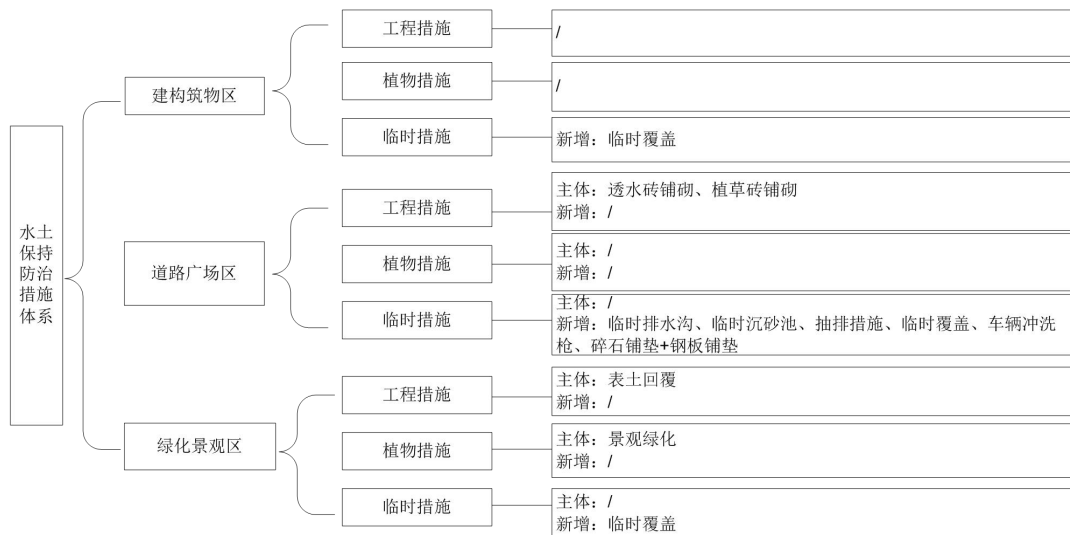 水土
保持
防治
措施
体系
建构筑物区
工程措施
/
植物措施
/
临时措施
新增：临时覆盖
道路广场区
工程措施
主体：透水砖铺砌、植草砖铺砌
新增：/
植物措施
主体：/
新增：/
临时措施
主体：/
新增：临时排水沟、临时沉砂池、抽排措施、临时覆盖、车辆冲洗
枪、碎石铺垫+钢板铺垫
绿化景观区
工程措施
主体：表土回覆
新增：/
植物措施
主体：景观绿化
新增：/
临时措施
主体：/
新增：临时覆盖